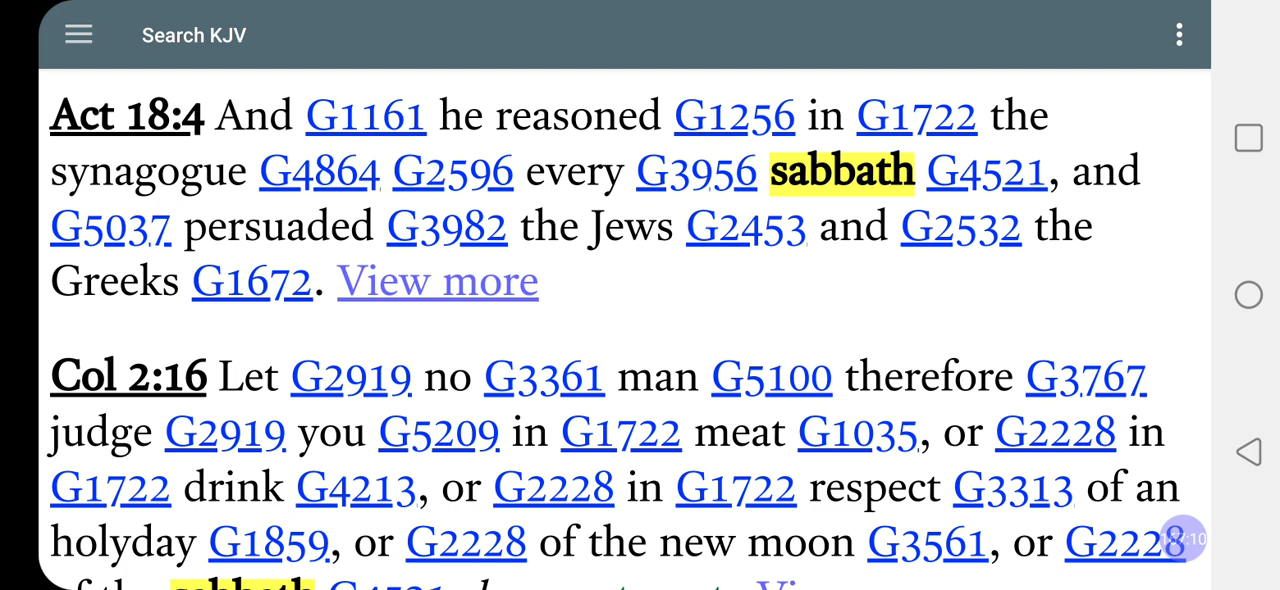 Search KJV
Act 18:4 And G1161 he reasoned G1256 in G1722 the
synagogue G4864 G2596 every G3956 sabbath G4521, and
G5037 persuaded G3982 the Jews G2453 and G2532 the
Greeks G1672. View more
Col 2:16 Let G2919 no G3361 man G5100 therefore G3767
judge G2919 you G5209 in G1722 meat G1035, or G2228 in
G1722 drink G4213, or G2228 in G1722 respect G3313 of an
holyday G1859, or G2228 of the new moon G3561, or G2228
of the sabbath G4521